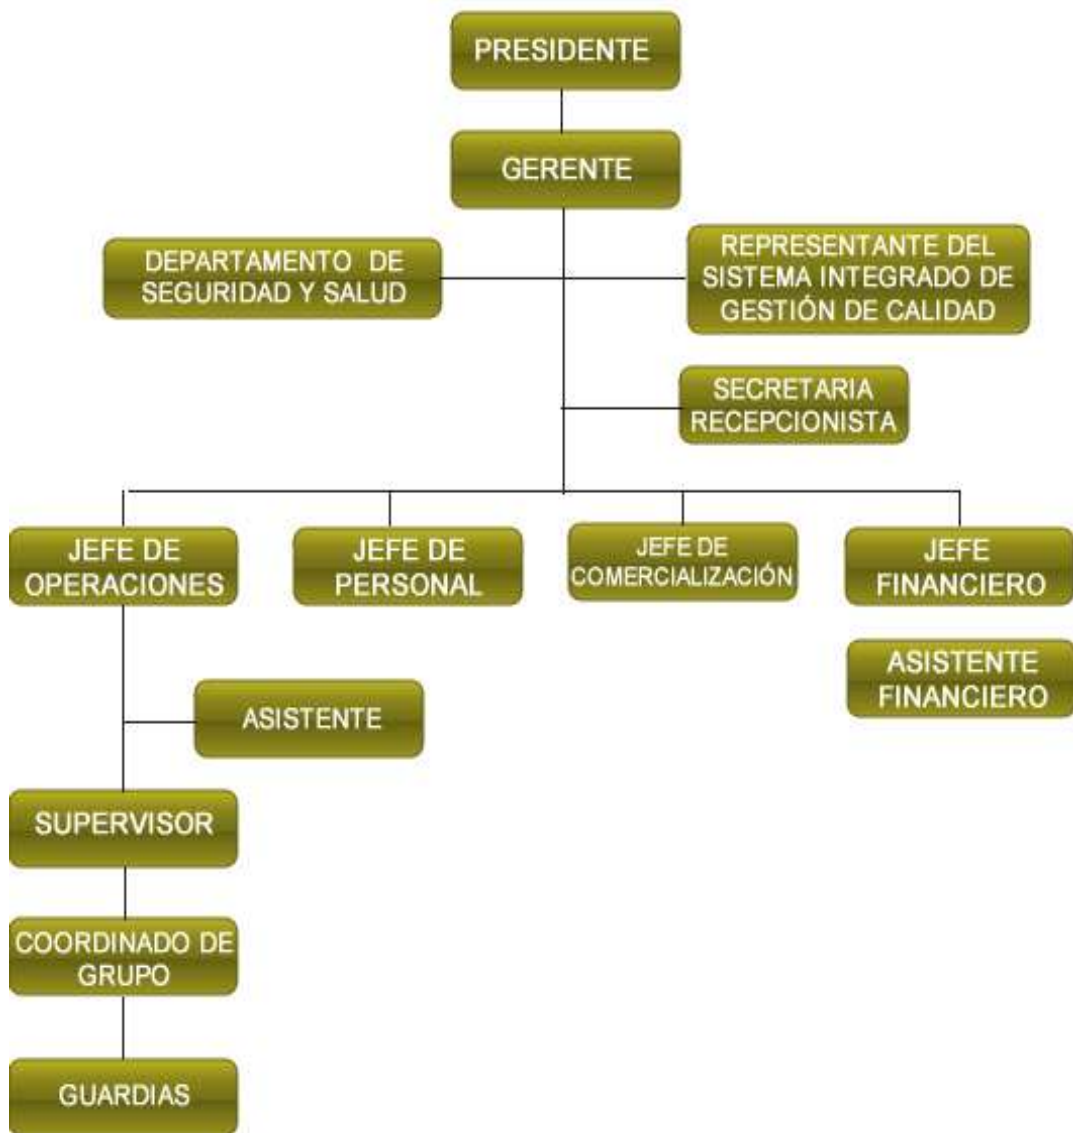 PRESIDENTE
GERENTE
DEPARTAMENTO DE
SEGURIDAD Y SALUD
REPRESENTANTE DEL
SISTEMA INTEGRADO DE
GESTIÓN DE CALIDAD
SECRETARIA
RECEPCIONISTA
JEFE DE
OPERACIONES
JEFE DE
PERSONAL
JEFE DE
COMERCIALIZACIÓN
JEFE
FINANCIERO
ASISTENTE
FINANCIERO
ASISTENTE
SUPERVISOR
COORDINADO DE
GRUPO
GUARDIAS